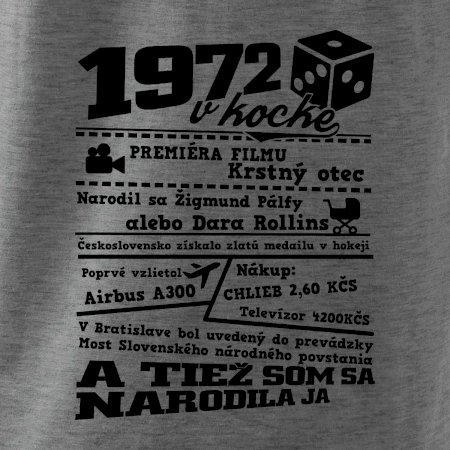 1972
v kocke
PREMIÉRA FILMU
Krstný otec
Narodil sa Žigmund Pálfy
alebo Dara Rollins
Československo získalo zlatú medailu v hokeji
Poprvé vzlietol
Airbus A300
Nákup:
CHLIEB 2,60 KČS
Televízor 4200KČS
V Bratislave bol uvedený do prevádzky
Most Slovenského národného povstania
A TIEŽ SOM SA
NARODILA JA